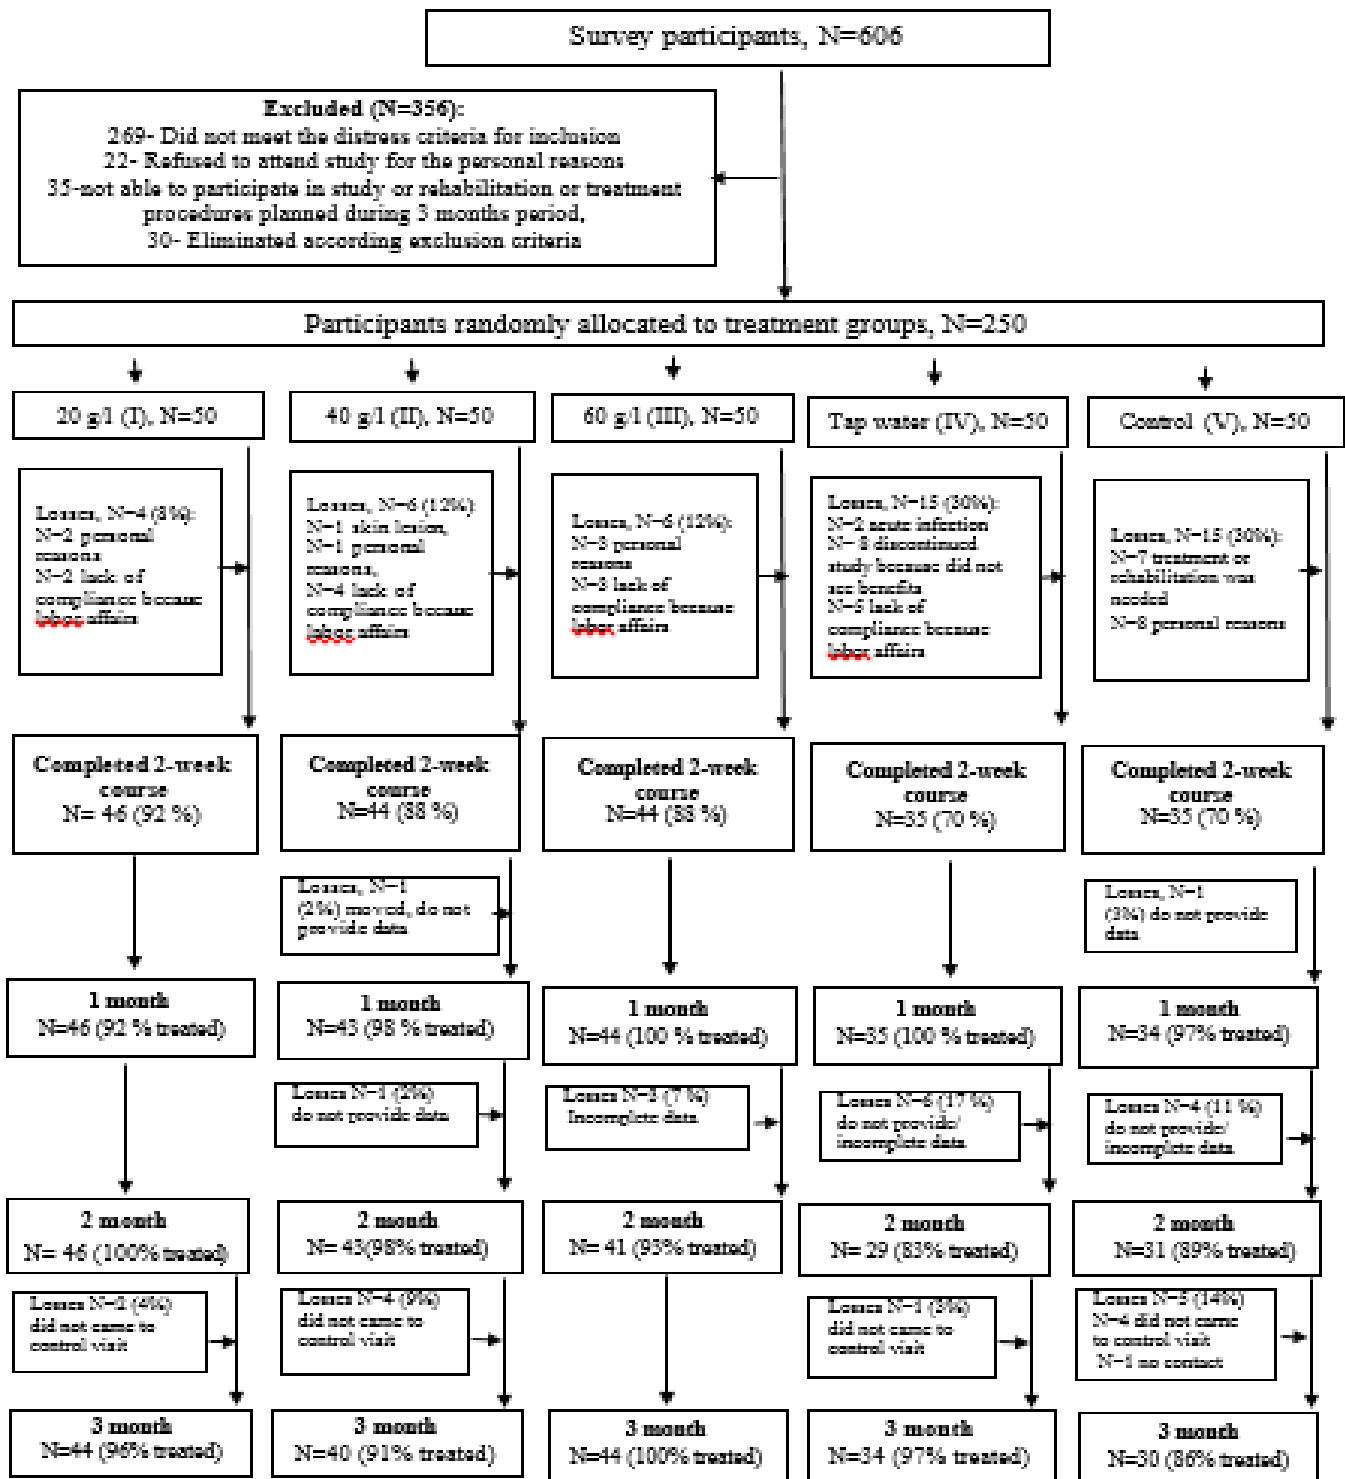 Survey participants, N=606
Excluded (N=356):
269- Did not meet the distress criteria for inclusion
22- Refused to attend study for the personal reasons
35-not able to participate in study or rehabilitation or treatment
procedures planned during 3 months period,
30- Eliminated according exclusion criteria
Participants randomly allocated to treatment groups, N=250
20 g/l (I), N=50
40 g/l (II), N=50
60 g/l (III), N=50
Tap water (IV), N=50
Control (V), N=50
Losses, N=4 (8%):
N=2 personal
reasons
N=2 lack of
compliance because
labor affairs
Losses, N=6 (12%):
N=1 skin lesion,
N=1 personal
reasons,
N=4 lack of
compliance because
labor affairs
Losses, N=6 (12%):
N=3 personal
reasons
N=3 lack of
compliance because
labor affairs
Losses, N=15 (30%):
N=2 acute infection
N= 8 discontinued
study because did not
see benefits
N=5 lack of
compliance because
labor affairs
Losses, N=15 (30%):
N=7 treatment or
rehabilitation was
needed
N=8 personal reasons
Completed 2-week
course
N= 46 (92 %)
Completed 2-week
course
N=44 (88 %)
Completed 2-week
course
N=44 (88 %)
Completed 2-week
course
N=35 (70 %)
Completed 2-week
course
N=35 (70 %)
Losses, N=1
(2%) moved, do not
provide data
Losses, N=1
(3%) do not provide
data
1 month
N=46 (92 % treated)
1 month
N=43 (98 % treated)
1 month
N=44 (100 % treated)
1 month
N=35 (100 % treated)
1 month
N=34 (97% treated)
Losses N=1 (2%)
do not provide data
Losses N=3 (7 %)
Incomplete data
Losses N=6 (17 %)
do not provide/
incomplete data
Losses N=4 (11 %)
do not provide/
incomplete data
2 month
N= 46 (100% treated)
2 month
N= 43(98% treated)
2 month
N= 41 (93% treated)
2 month
N= 29 (83% treated)
2 month
N=31 (89% treated)
Losses N=2 (4%)
did not came to
control visit
Losses N=4 (9%)
did not came to
control visit
Losses N=1 (3%)
did not came to
control visit
Losses N=5 (14%)
N=4 did not came
to control visit
N=1 no contact
3 month
N=44 (96% treated)
3 month
N=40 (91% treated)
3 month
N=44 (100% treated)
3 month
N=34 (97% treated)
3 month
N=30 (86% treated)